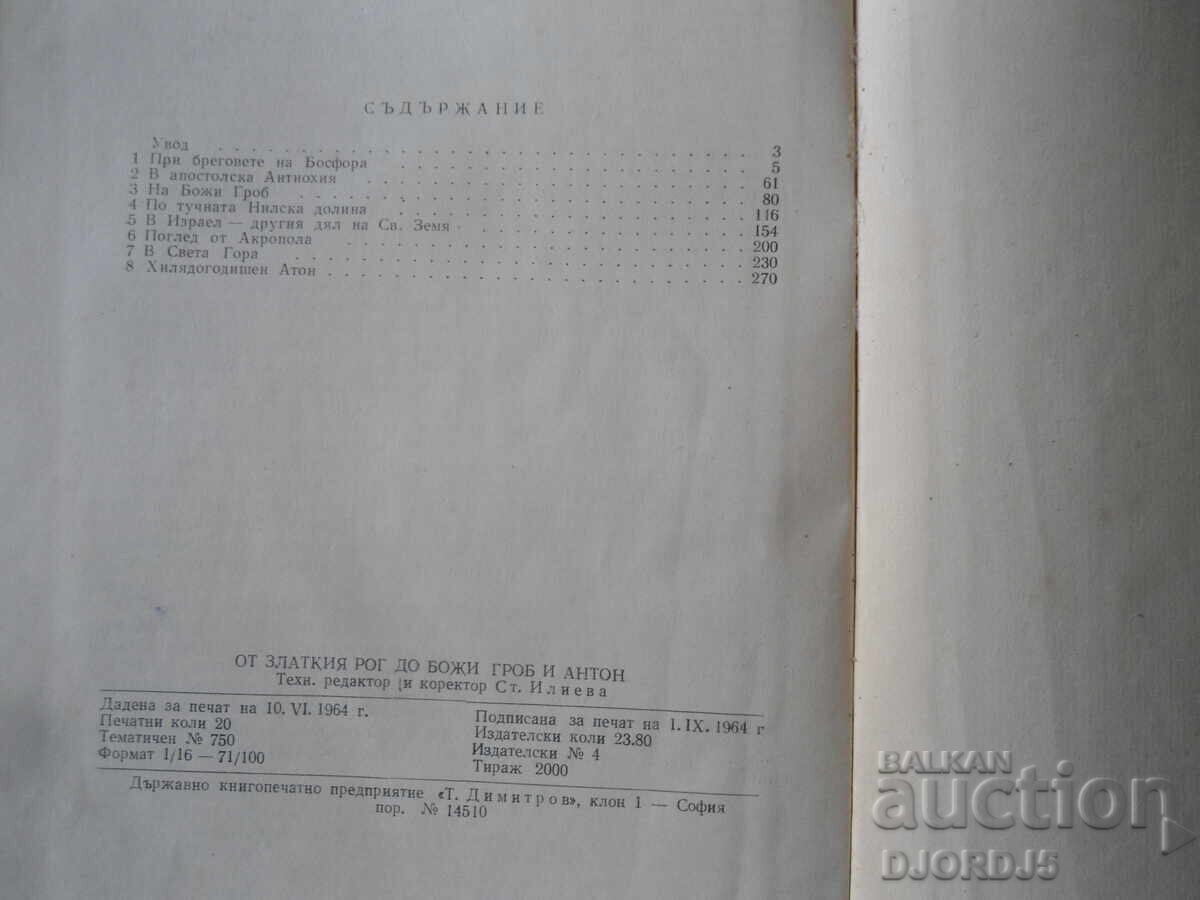 СЪДЪРЖАНИЕ
Увод . . . . . 3
1 При бреговете на Босфора . . . . . 5
2 В апостолска Антиохия . . . . . 61
3 На Божи Гроб . . . . . 80
4 По тучната Нилска долина . . . . . 116
5 В Израел — другия дял на Св. Земя . . . . . 154
6 Поглед от Акропола . . . . . 200
7 В Света Гора . . . . . 230
8 Хилядогодишен Атон . . . . . 270
ОТ ЗЛАТКИЯ РОГ ДО БОЖИ ГРОБ И АНТОН
Техн. редактор и коректор Ст. Илиева
Дадена за печат на 10. VI. 1964 г.
Печатни коли 20
Тематичен № 750
Формат 1/16 — 71/100
Подписана за печат на 1. IX. 1964 г
Издателски коли 23.80
Издателски № 4
Тираж 2000
Държавно книгопечатно предприятие «Т. Димитров», клон 1 — София
пор. № 14510
BALKAN
auction
DJORDJ5